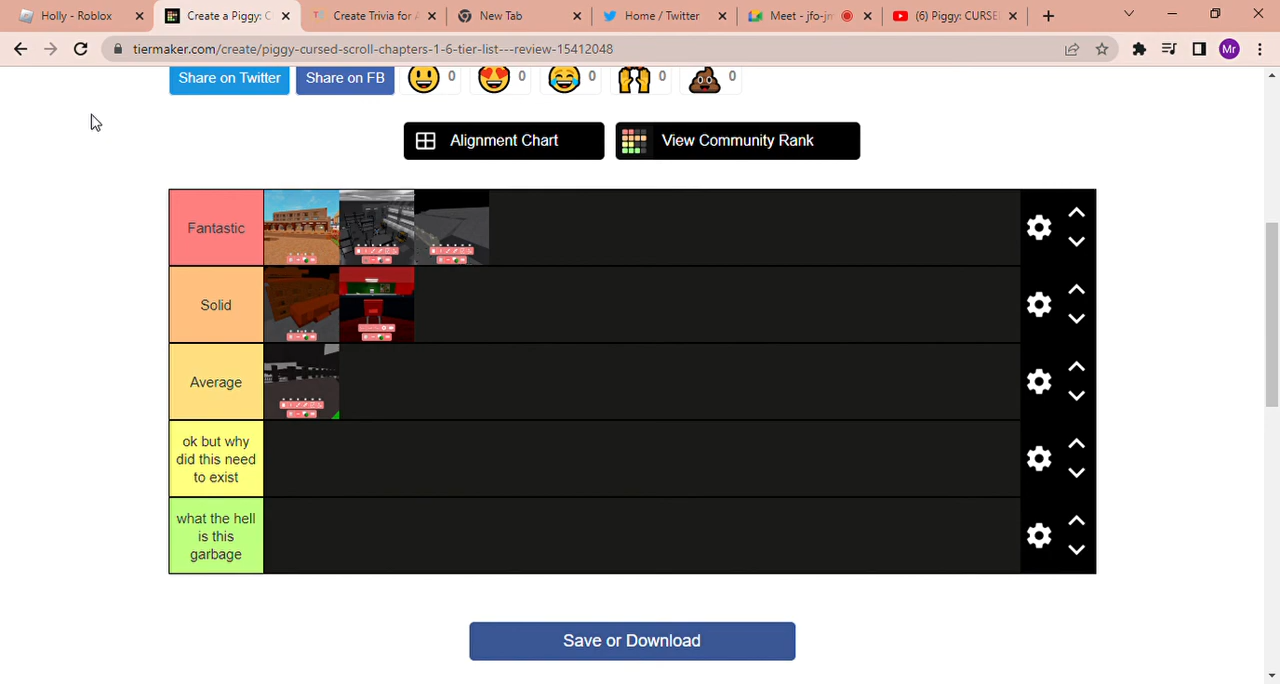 Holly - Roblox
Create a Piggy: C
Create Trivia for A
New Tab
Home / Twitter
Meet - jfo-jm
(6) Piggy: CURSE
tiermaker.com/create/piggy-cursed-scroll-chapters-1-6-tier-list---review-15412048
Mr
Share on Twitter
Share on FB
0
0
0
0
0
Alignment Chart
View Community Rank
Fantastic
Solid
Average
ok but why
did this need
to exist
what the hell
is this
garbage
Save or Download